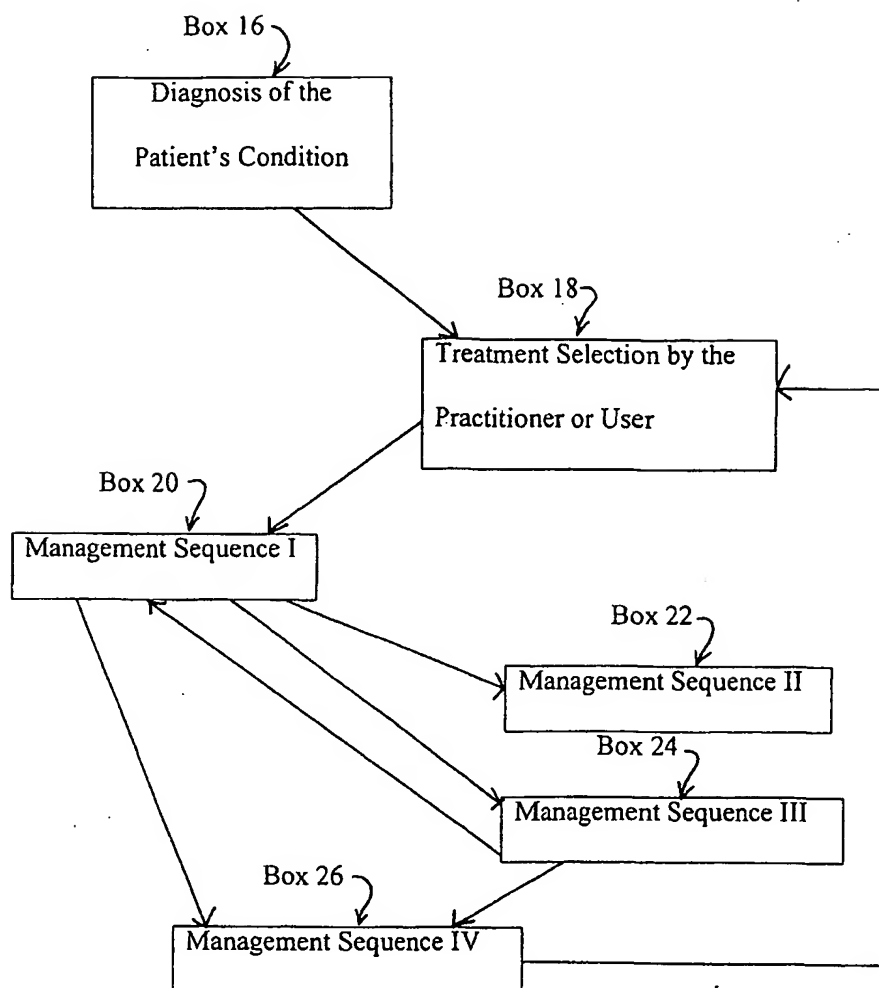 Box 16
Diagnosis of the
Patient's Condition
Box 18
Treatment Selection by the
Practitioner or User
Box 20
Management Sequence I
Box 22
Management Sequence II
Box 24
Management Sequence III
Box 26
Management Sequence IV